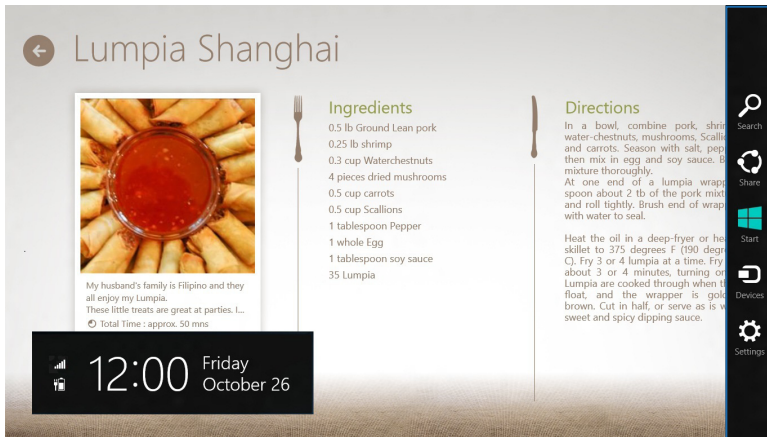 Lumpia Shanghai
My husband's family is Filipino and they
all enjoy my Lumpia.
These little treats are great at parties. I...
Total Time : approx. 50 mns
Ingredients
0.5 lb Ground Lean pork
0.25 lb shrimp
0.3 cup Waterchestnuts
4 pieces dried mushrooms
0.5 cup carrots
0.5 cup Scallions
1 tablespoon Pepper
1 whole Egg
1 tablespoon soy sauce
35 Lumpia
Directions
In a bowl, combine pork,
water-chestnuts, mushrooms,
and carrots. Season with salt,
then mix in egg and soy sauce.
mixture thoroughly.
At one end of a lumpia
spoon about 2 tb of the pork
and roll tightly. Brush end of
with water to seal.
Heat the oil in a deep-fryer or
skillet to 375 degrees F (190
C). Fry 3 or 4 lumpia at a time. Fry
about 3 or 4 minutes, turning
Lumpia are cooked through when
float, and the wrapper is
brown. Cut in half, or serve as is
sweet and spicy dipping sauce.
12:00
Friday
October 26
Search
Share
Start
Devices
Settings